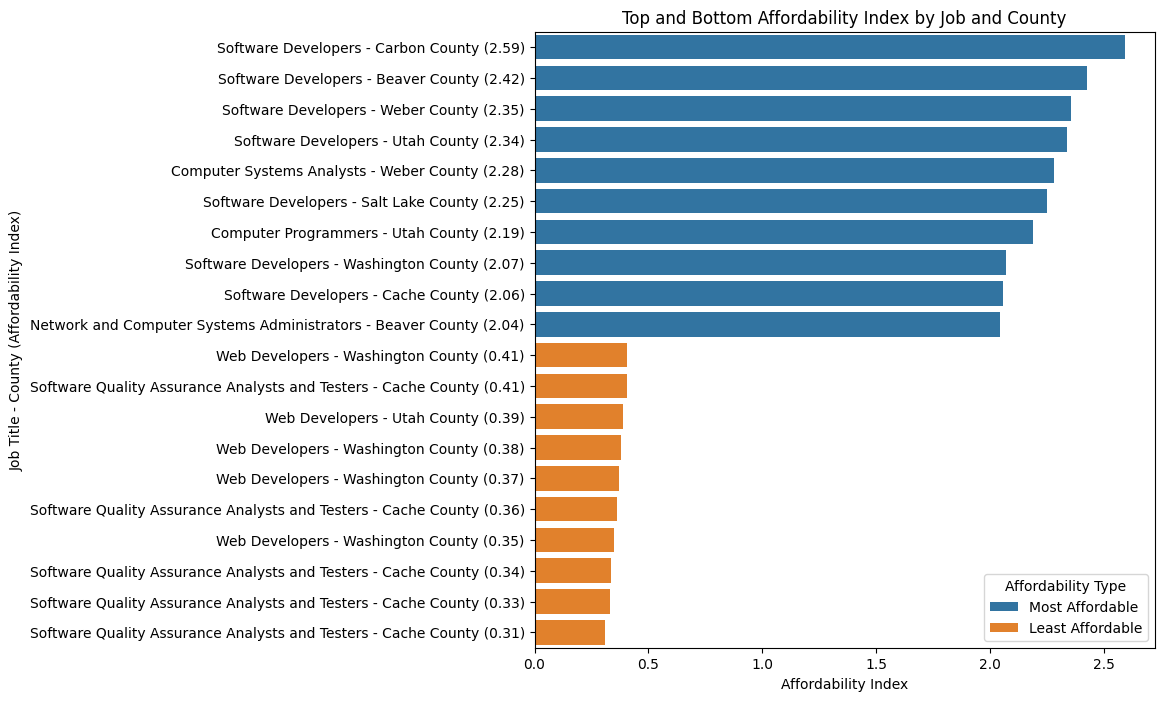 Top and Bottom Affordability Index by Job and County
Job Title - County (Affordability Index)
Software Developers - Carbon County (2.59)
Software Developers - Beaver County (2.42)
Software Developers - Weber County (2.35)
Software Developers - Utah County (2.34)
Computer Systems Analysts - Weber County (2.28)
Software Developers - Salt Lake County (2.25)
Computer Programmers - Utah County (2.19)
Software Developers - Washington County (2.07)
Software Developers - Cache County (2.06)
Network and Computer Systems Administrators - Beaver County (2.04)
Web Developers - Washington County (0.41)
Software Quality Assurance Analysts and Testers - Cache County (0.41)
Web Developers - Utah County (0.39)
Web Developers - Washington County (0.38)
Web Developers - Washington County (0.37)
Software Quality Assurance Analysts and Testers - Cache County (0.36)
Web Developers - Washington County (0.35)
Software Quality Assurance Analysts and Testers - Cache County (0.34)
Software Quality Assurance Analysts and Testers - Cache County (0.33)
Software Quality Assurance Analysts and Testers - Cache County (0.31)
Affordability Type
Most Affordable
Least Affordable
0.0 0.5 1.0 1.5 2.0 2.5
Affordability Index